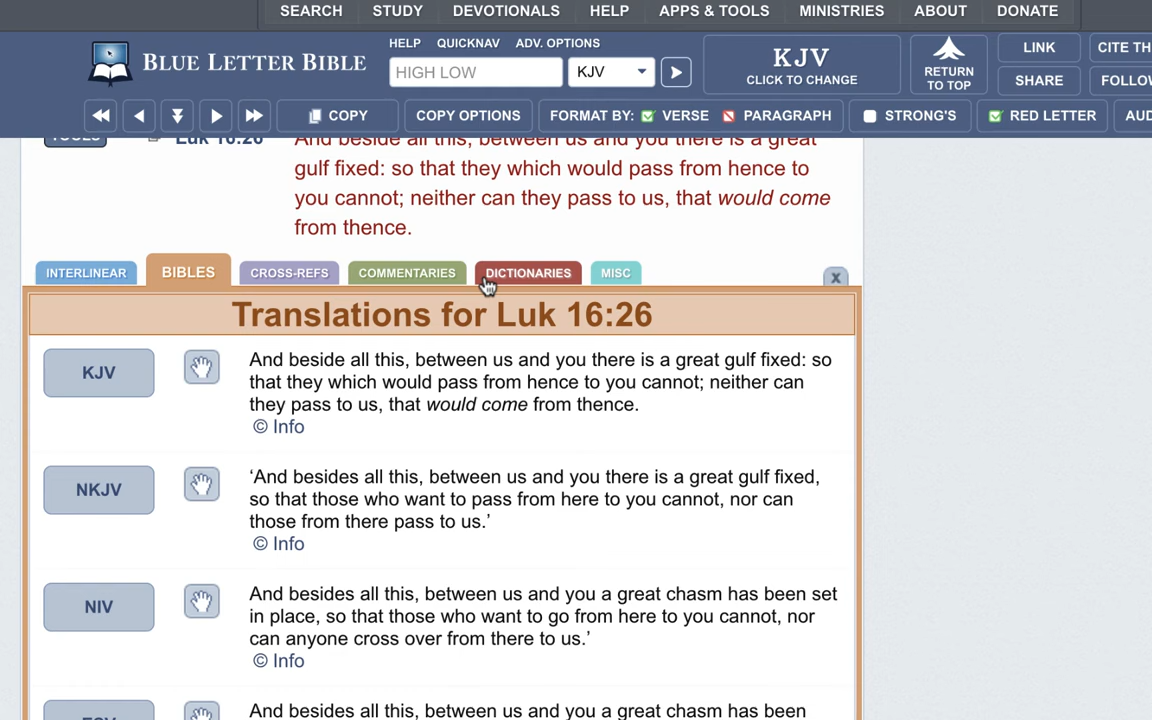 SEARCH STUDY DEVOTIONALS HELP APPS & TOOLS MINISTRIES ABOUT DONATE
BLUE LETTER BIBLE
HELP QUICKNAV ADV. OPTIONS
HIGH LOW KJV
KJV
CLICK TO CHANGE
RETURN
TO TOP
LINK
SHARE
CITE TH
FOLLOW
COPY COPY OPTIONS FORMAT BY: VERSE PARAGRAPH STRONG'S RED LETTER AUD
TOOLS Luk 16:26 And beside all this, between us and you there is a great
gulf fixed: so that they which would pass from hence to
you cannot; neither can they pass to us, that would come
from thence.
INTERLINEAR BIBLES CROSS-REFS COMMENTARIES DICTIONARIES MISC X
Translations for Luk 16:26
KJV
And beside all this, between us and you there is a great gulf fixed: so
that they which would pass from hence to you cannot; neither can
they pass to us, that would come from thence.
© Info
NKJV
‘And besides all this, between us and you there is a great gulf fixed,
so that those who want to pass from here to you cannot, nor can
those from there pass to us.’
© Info
NIV
And besides all this, between us and you a great chasm has been set
in place, so that those who want to go from here to you cannot, nor
can anyone cross over from there to us.’
© Info
And besides all this, between us and you a great chasm has been